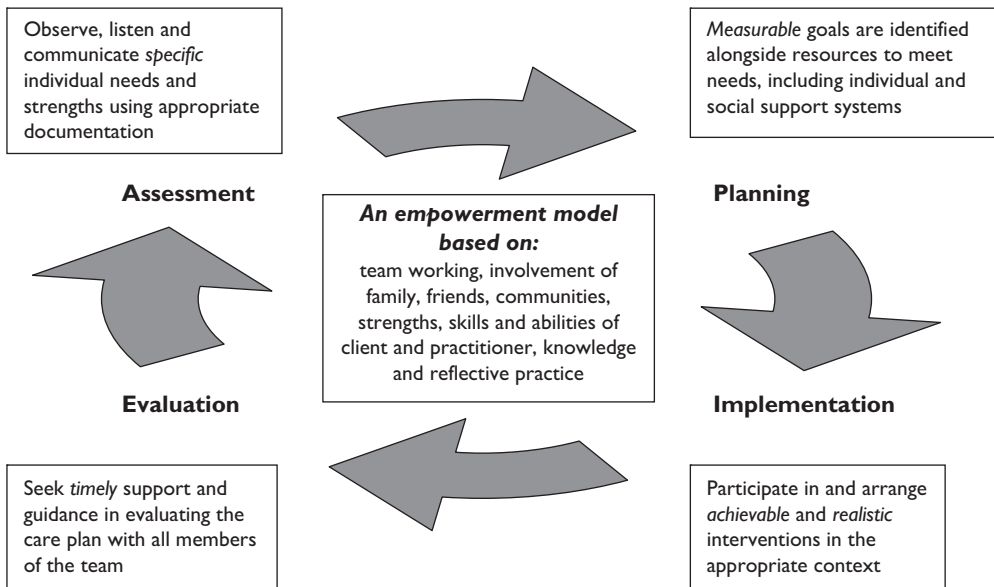 Observe, listen and
communicate specific
individual needs and
strengths using appropriate
documentation
Measurable goals are identified
alongside resources to meet
needs, including individual and
social support systems
Assessment
Planning
An empowerment model
based on:
team working, involvement of
family, friends, communities,
strengths, skills and abilities of
client and practitioner, knowledge
and reflective practice
Evaluation
Implementation
Seek timely support and
guidance in evaluating the
care plan with all members
of the team
Participate in and arrange
achievable and realistic
interventions in the
appropriate context